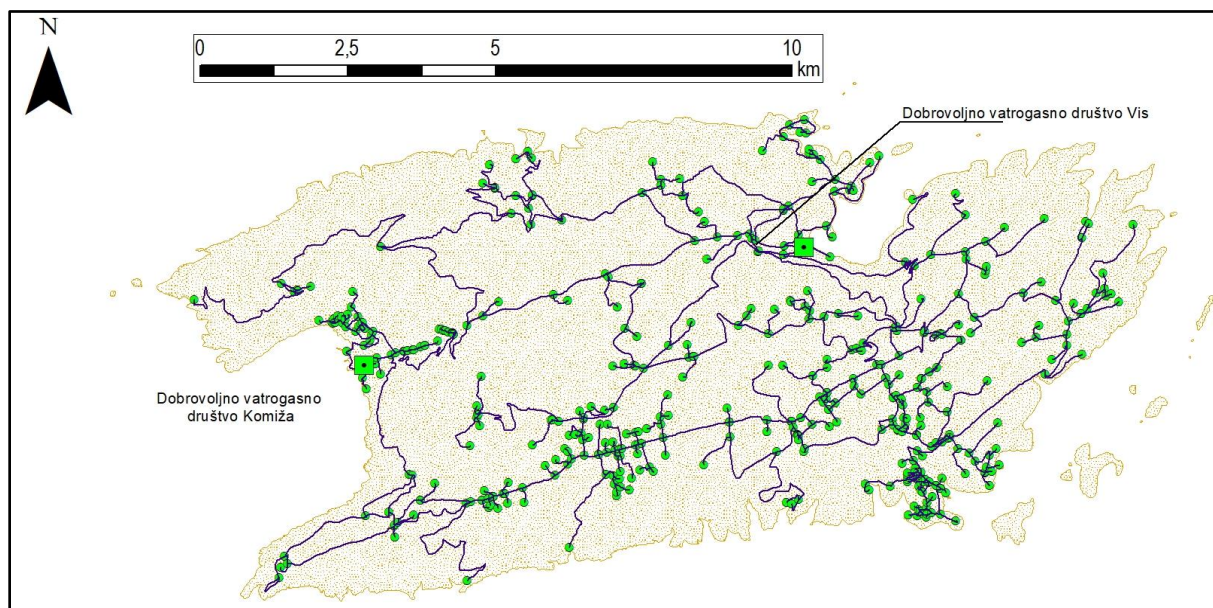 N
0 2,5 5 10
km
Dobrovoljno vatrogasno društvo Vis
Dobrovoljno vatrogasno
društvo Komiža